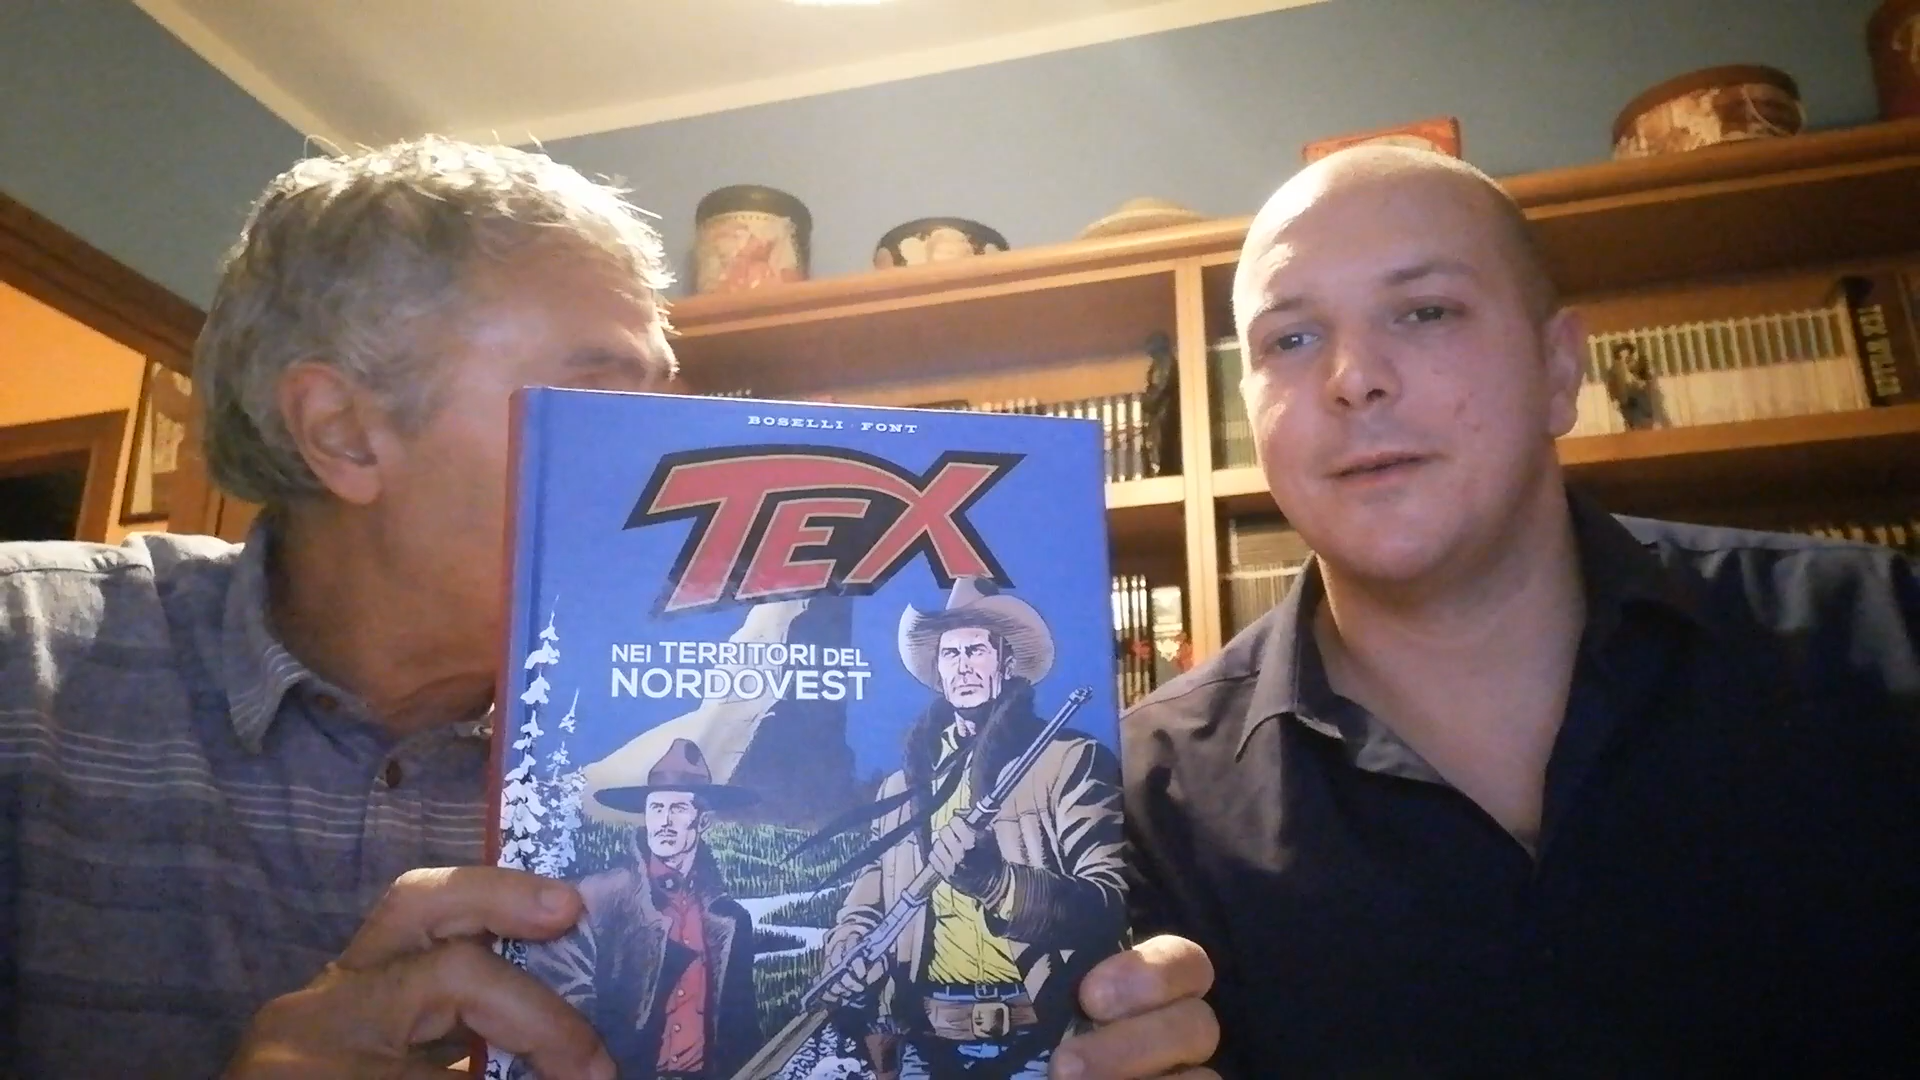 BOSELLI · FONT
TEX
NEI TERRITORI DEL
NORDOVEST
TEX WILLER